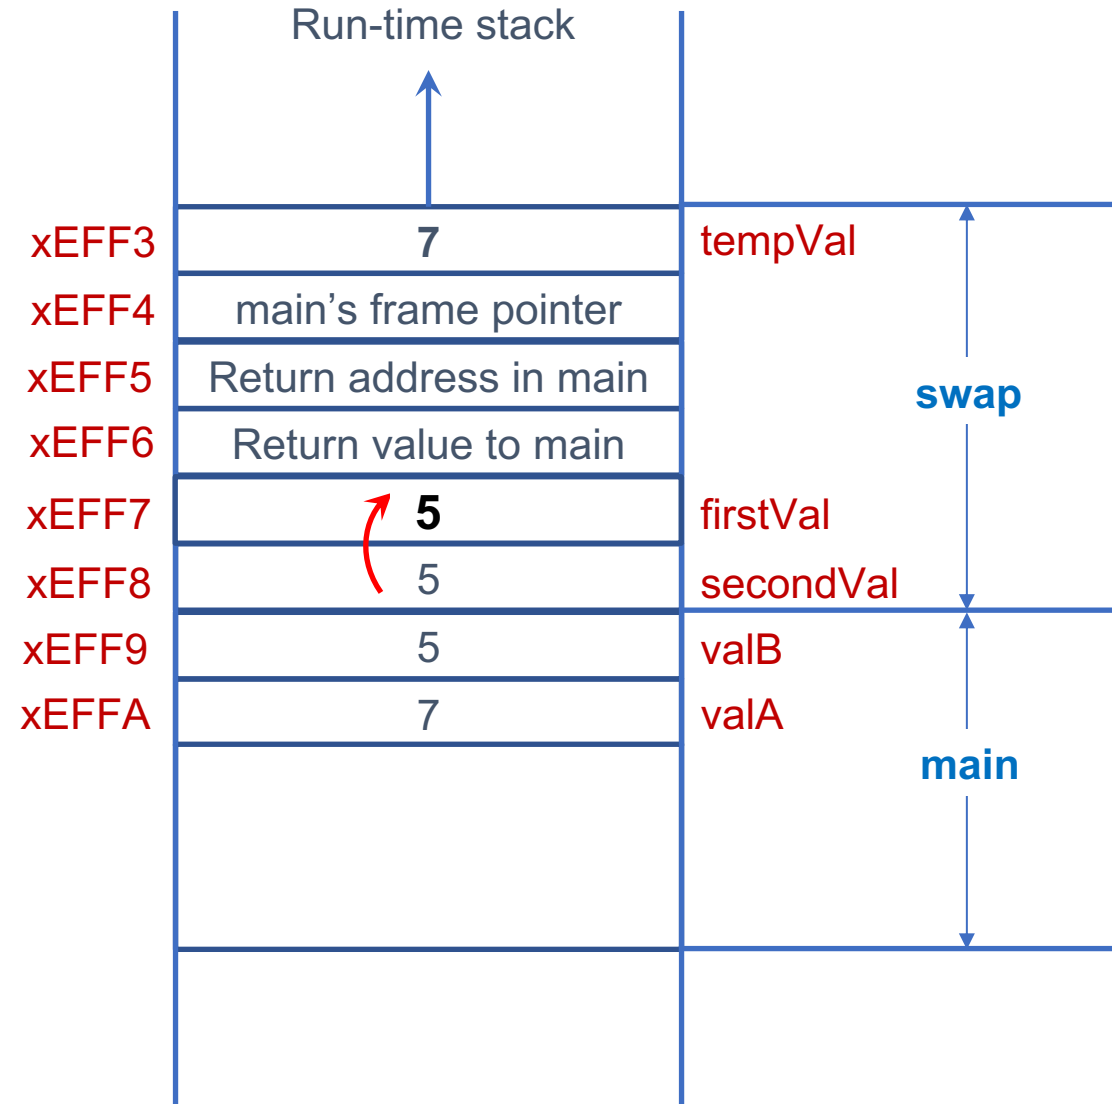 Run-time stack
xEFF3 7 tempVal
xEFF4 main’s frame pointer
xEFF5 Return address in main
swap
xEFF6 Return value to main
xEFF7 5 firstVal
xEFF8 5 secondVal
xEFF9 5 valB
xEFFA 7 valA
main